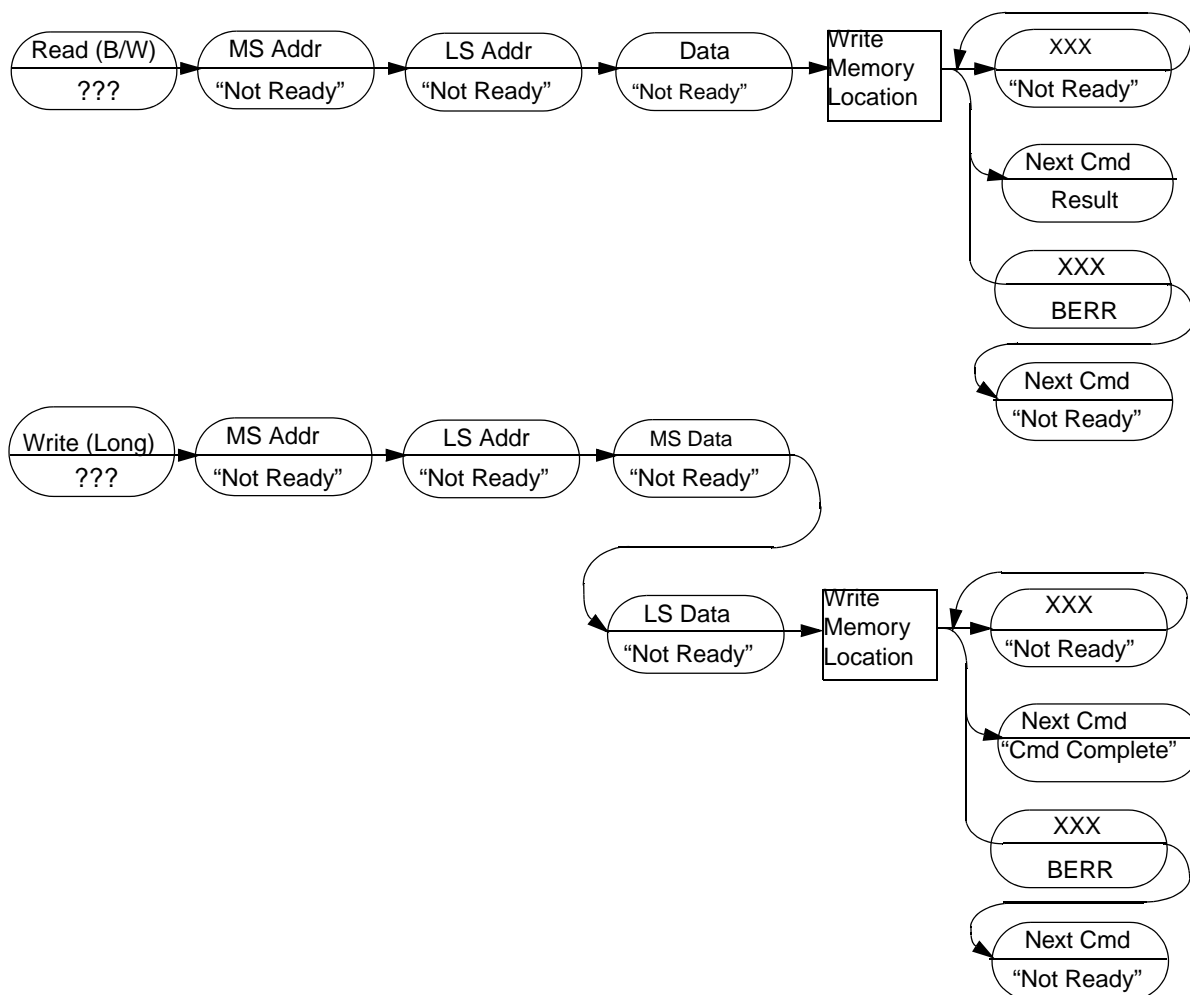 Read (B/W)
???
MS Addr
“Not Ready”
LS Addr
“Not Ready”
Data
“Not Ready”
Write
Memory
Location
XXX
“Not Ready”
Next Cmd
Result
XXX
BERR
Next Cmd
“Not Ready”
Write (Long)
???
MS Addr
“Not Ready”
LS Addr
“Not Ready”
MS Data
“Not Ready”
LS Data
“Not Ready”
Write
Memory
Location
XXX
“Not Ready”
Next Cmd
“Cmd Complete”
XXX
BERR
Next Cmd
“Not Ready”